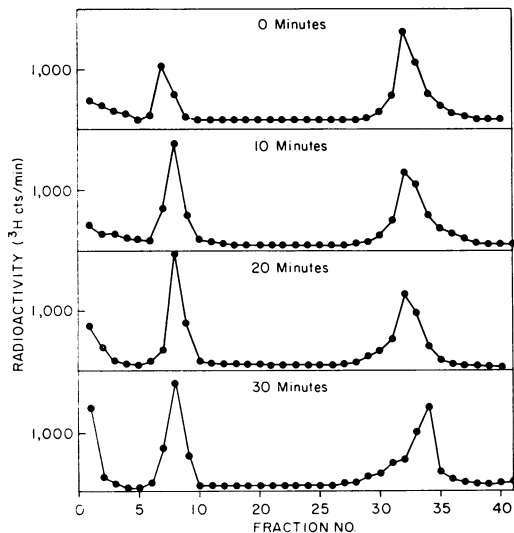 0 Minutes
1,000
10 Minutes
1,000
20 Minutes
1,000
30 Minutes
1,000
RADIOACTIVITY (³H cts/min)
0 5 10 15 20 25 30 35 40
FRACTION NO.